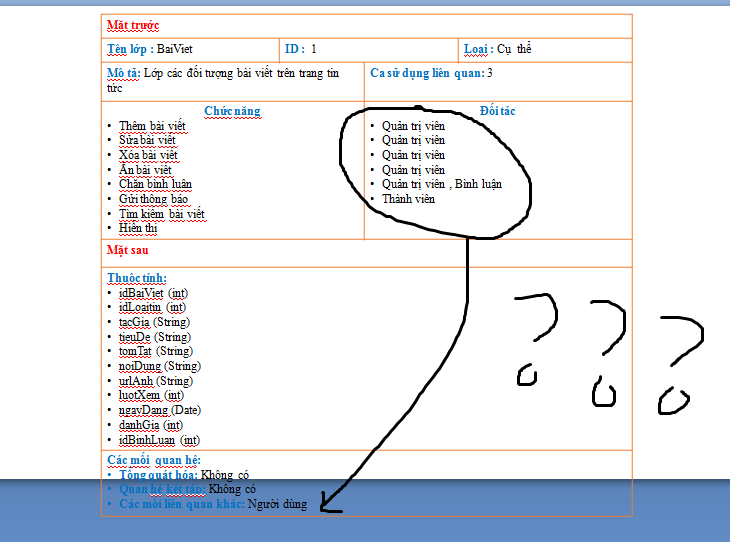 Mặt trước
Tên lớp : BaiViet
ID : 1
Loại : Cụ thể
Mô tả: Lớp các đối tượng bài viết trên trang tin tức
Ca sử dụng liên quan: 3
Chức năng
• Thêm bài viết
• Sửa bài viết
• Xóa bài viết
• Ẩn bài viết
• Chặn bình luận
• Gửi thông báo
• Tìm kiếm bài viết
• Hiển thị
Đối tác
• Quản trị viên
• Quản trị viên
• Quản trị viên
• Quản trị viên
• Quản trị viên , Bình luận
• Thành viên
Mặt sau
Thuộc tính:
• idBaiViet (int)
• idLoaitin (int)
• tacGia (String)
• tieuDe (String)
• tomTat (String)
• noiDung (String)
• urlAnh (String)
• luotXem (int)
• ngayDang (Date)
• danhGia (int)
• idBinhLuan (int)
Các mối quan hệ:
• Tổng quát hóa: Không có
• Quan hệ kết tập: Không có
• Các mối liên quan khác: Người dùng
? ? ?